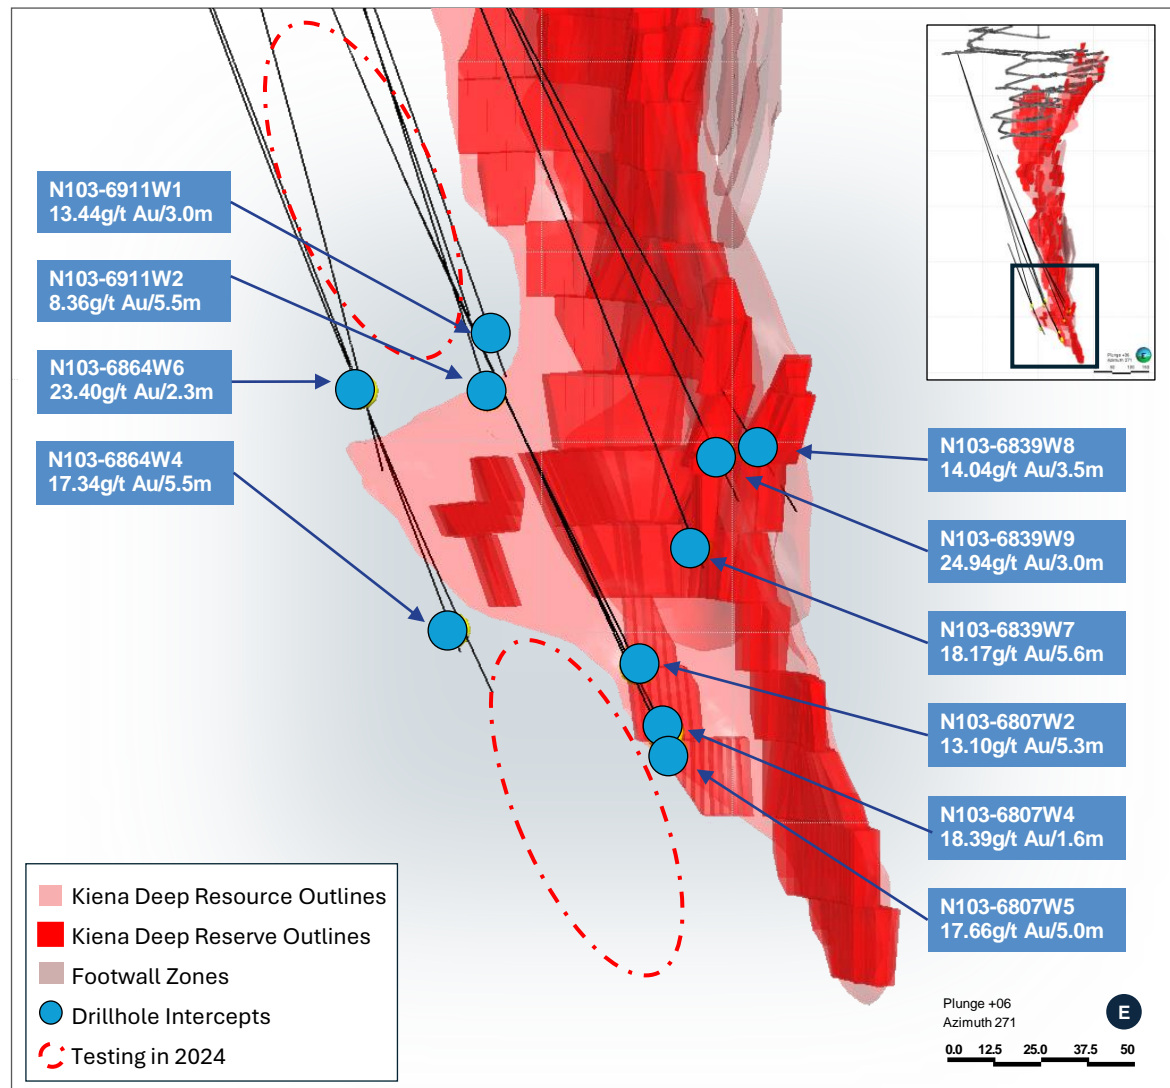 N103-6911W1
13.44g/t Au/3.0m
N103-6911W2
8.36g/t Au/5.5m
N103-6864W6
23.40g/t Au/2.3m
N103-6864W4
17.34g/t Au/5.5m
Plunge +06
Azimuth 271
N103-6839W8
14.04g/t Au/3.5m
N103-6839W9
24.94g/t Au/3.0m
N103-6839W7
18.17g/t Au/5.6m
N103-6807W2
13.10g/t Au/5.3m
N103-6807W4
18.39g/t Au/1.6m
N103-6807W5
17.66g/t Au/5.0m
Kiena Deep Resource Outlines
Kiena Deep Reserve Outlines
Footwall Zones
Drillhole Intercepts
Testing in 2024
Plunge +06
Azimuth 271
E
0.0 12.5 25.0 37.5 50